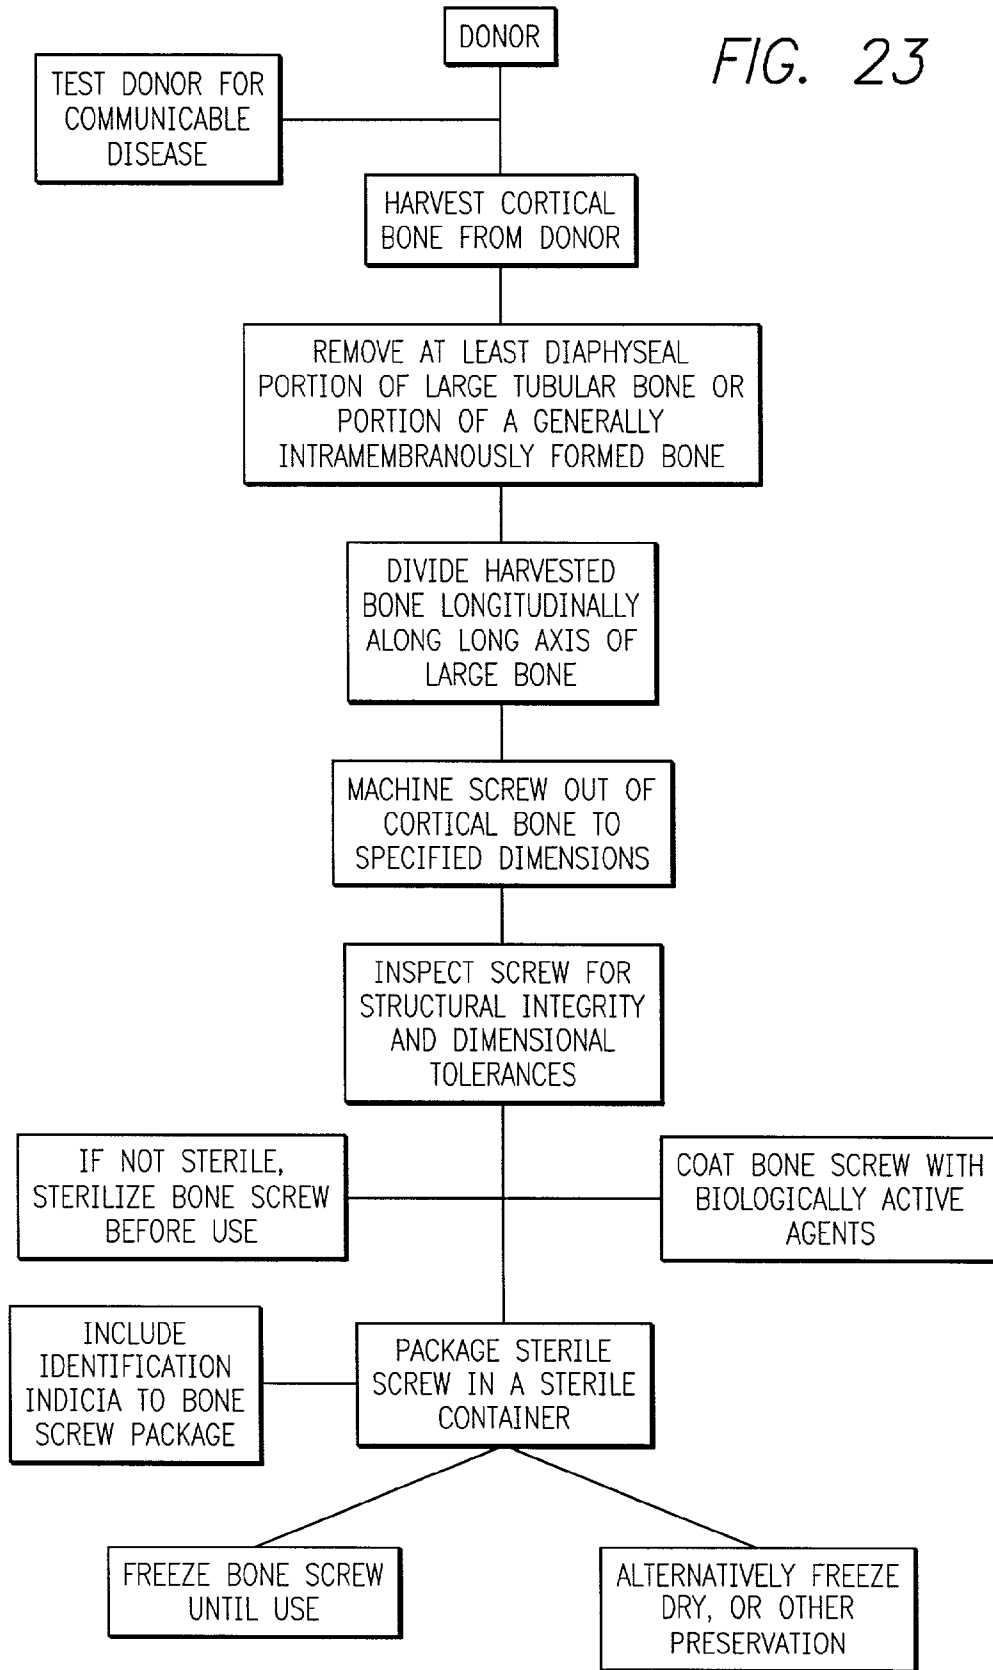 DONOR
FIG. 23
TEST DONOR FOR
COMMUNICABLE
DISEASE
HARVEST CORTICAL
BONE FROM DONOR
REMOVE AT LEAST DIAPHYSEAL
PORTION OF LARGE TUBULAR BONE OR
PORTION OF A GENERALLY
INTRAMEMBRANOUSLY FORMED BONE
DIVIDE HARVESTED
BONE LONGITUDINALLY
ALONG LONG AXIS OF
LARGE BONE
MACHINE SCREW OUT OF
CORTICAL BONE TO
SPECIFIED DIMENSIONS
INSPECT SCREW FOR
STRUCTURAL INTEGRITY
AND DIMENSIONAL
TOLERANCES
IF NOT STERILE,
STERILIZE BONE SCREW
BEFORE USE
COAT BONE SCREW WITH
BIOLOGICALLY ACTIVE
AGENTS
INCLUDE
IDENTIFICATION
INDICIA TO BONE
SCREW PACKAGE
PACKAGE STERILE
SCREW IN A STERILE
CONTAINER
FREEZE BONE SCREW
UNTIL USE
ALTERNATIVELY FREEZE
DRY, OR OTHER
PRESERVATION